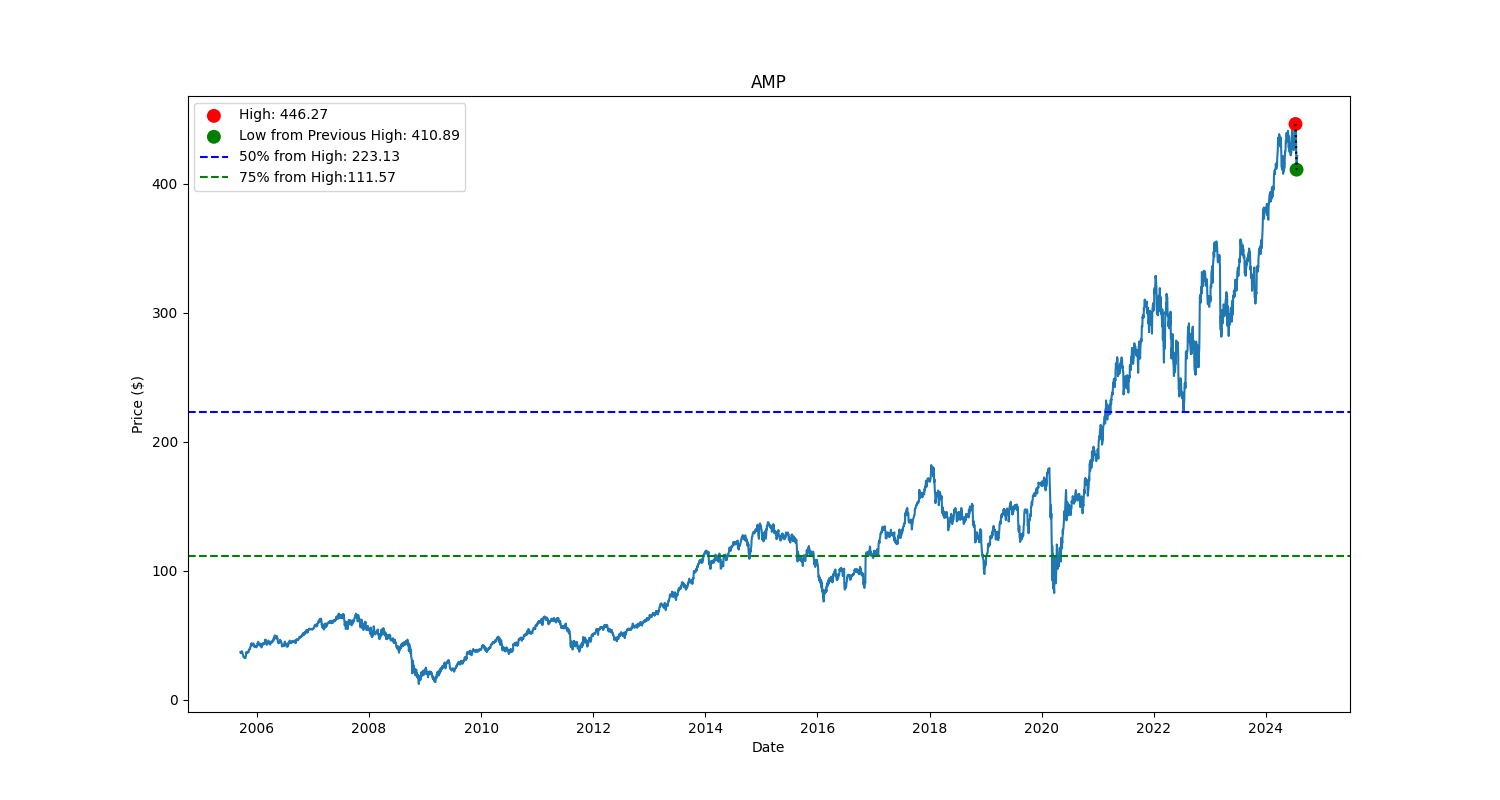 AMP
High: 446.27
Low from Previous High: 410.89
50% from High: 223.13
75% from High:111.57
Price ($)
400
300
200
100
0
2006 2008 2010 2012 2014 2016 2018 2020 2022 2024
Date